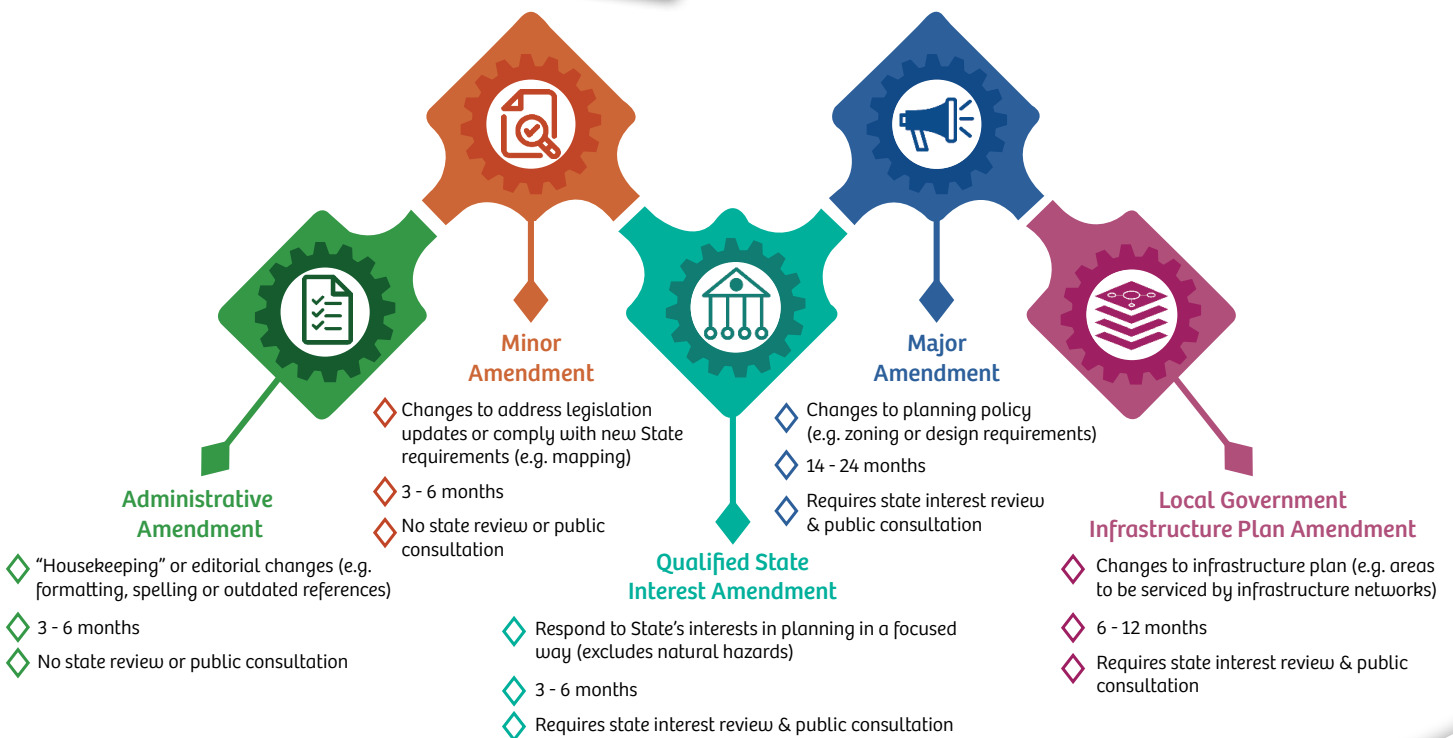 Administrative
Amendment
“Housekeeping” or editorial changes (e.g.
formatting, spelling or outdated references)
3 - 6 months
No state review or public consultation
Minor
Amendment
Changes to address legislation
updates or comply with new State
requirements (e.g. mapping)
3 - 6 months
No state review or public
consultation
Qualified State
Interest Amendment
Respond to State’s interests in planning in a focused
way (excludes natural hazards)
3 - 6 months
Requires state interest review & public consultation
Major
Amendment
Changes to planning policy
(e.g. zoning or design requirements)
14 - 24 months
Requires state interest review
& public consultation
Local Government
Infrastructure Plan Amendment
Changes to infrastructure plan (e.g. areas
to be serviced by infrastructure networks)
6 - 12 months
Requires state interest review & public
consultation